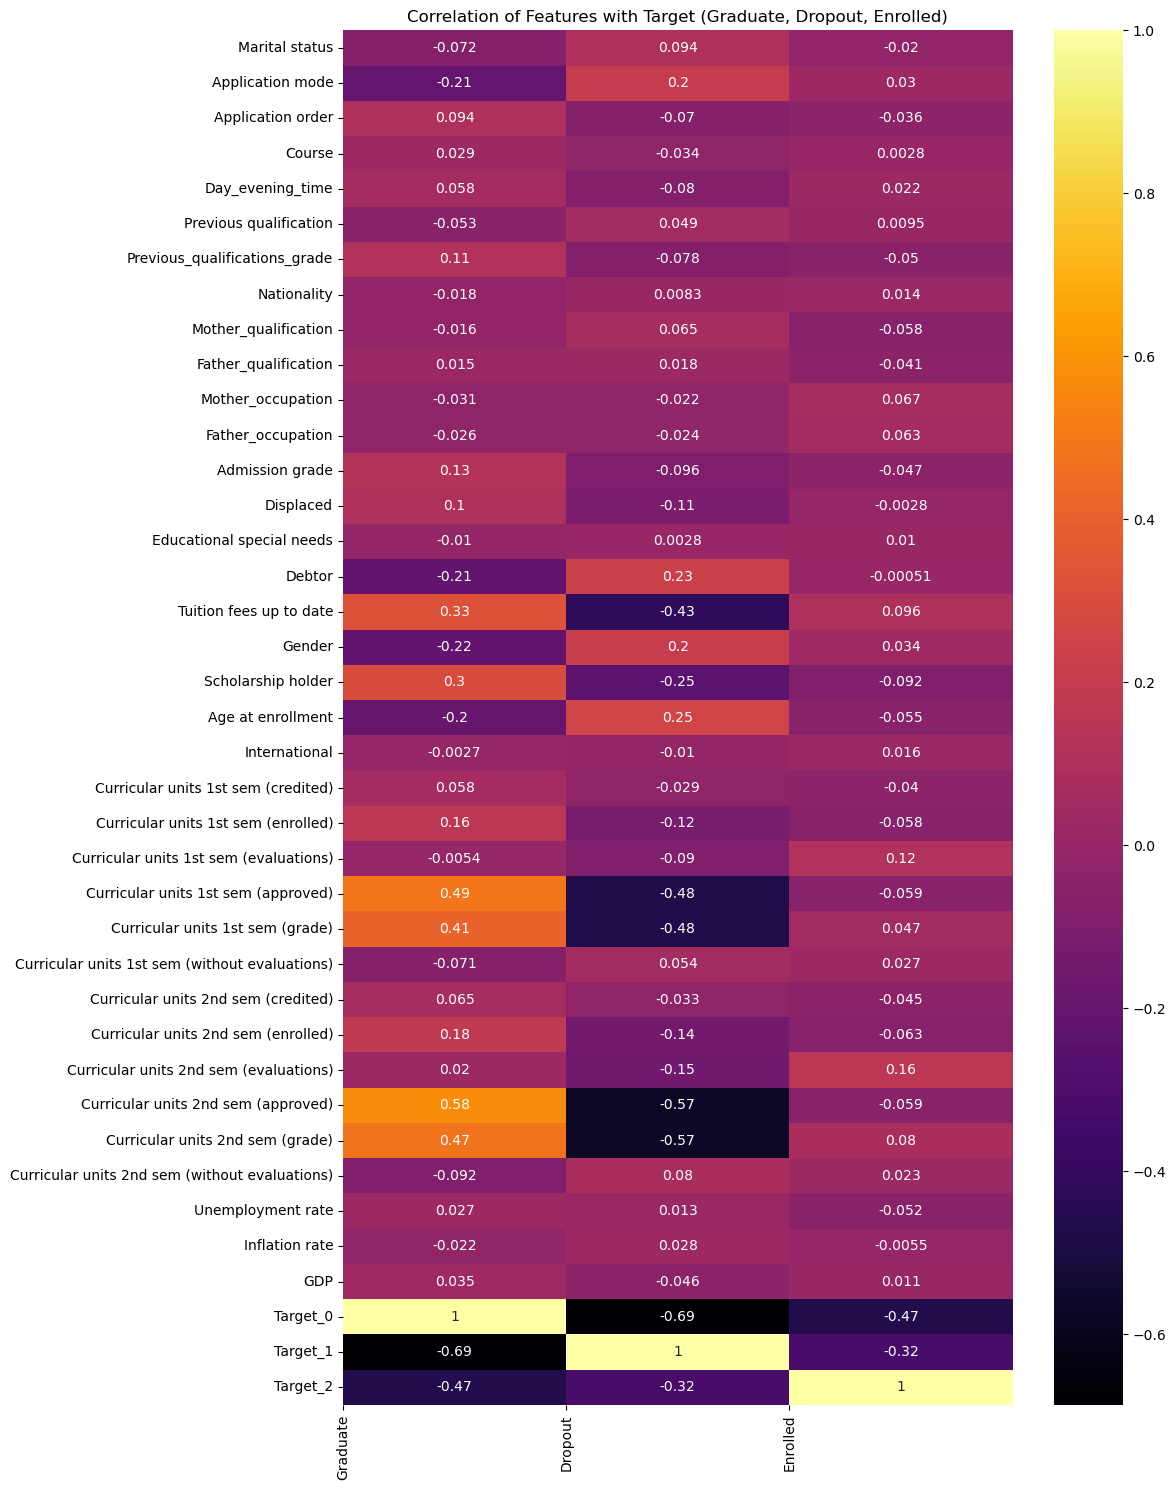 Correlation of Features with Target (Graduate, Dropout, Enrolled)
Marital status -0.072 0.094 -0.02
Application mode -0.21 0.2 0.03
Application order 0.094 -0.07 -0.036
Course 0.029 -0.034 0.0028
Day_evening_time 0.058 -0.08 0.022
Previous qualification -0.053 0.049 0.0095
Previous_qualifications_grade 0.11 -0.078 -0.05
Nationality -0.018 0.0083 0.014
Mother_qualification -0.016 0.065 -0.058
Father_qualification 0.015 0.018 -0.041
Mother_occupation -0.031 -0.022 0.067
Father_occupation -0.026 -0.024 0.063
Admission grade 0.13 -0.096 -0.047
Displaced 0.1 -0.11 -0.0028
Educational special needs -0.01 0.0028 0.01
Debtor -0.21 0.23 -0.00051
Tuition fees up to date 0.33 -0.43 0.096
Gender -0.22 0.2 0.034
Scholarship holder 0.3 -0.25 -0.092
Age at enrollment -0.2 0.25 -0.055
International -0.0027 -0.01 0.016
Curricular units 1st sem (credited) 0.058 -0.029 -0.04
Curricular units 1st sem (enrolled) 0.16 -0.12 -0.058
Curricular units 1st sem (evaluations) -0.0054 -0.09 0.12
Curricular units 1st sem (approved) 0.49 -0.48 -0.059
Curricular units 1st sem (grade) 0.41 -0.48 0.047
Curricular units 1st sem (without evaluations) -0.071 0.054 0.027
Curricular units 2nd sem (credited) 0.065 -0.033 -0.045
Curricular units 2nd sem (enrolled) 0.18 -0.14 -0.063
Curricular units 2nd sem (evaluations) 0.02 -0.15 0.16
Curricular units 2nd sem (approved) 0.58 -0.57 -0.059
Curricular units 2nd sem (grade) 0.47 -0.57 0.08
Curricular units 2nd sem (without evaluations) -0.092 0.08 0.023
Unemployment rate 0.027 0.013 -0.052
Inflation rate -0.022 0.028 -0.0055
GDP 0.035 -0.046 0.011
Target_0 1 -0.69 -0.47
Target_1 -0.69 1 -0.32
Target_2 -0.47 -0.32 1
Graduate
Dropout
Enrolled
1.0
0.8
0.6
0.4
0.2
0.0
−0.2
−0.4
−0.6